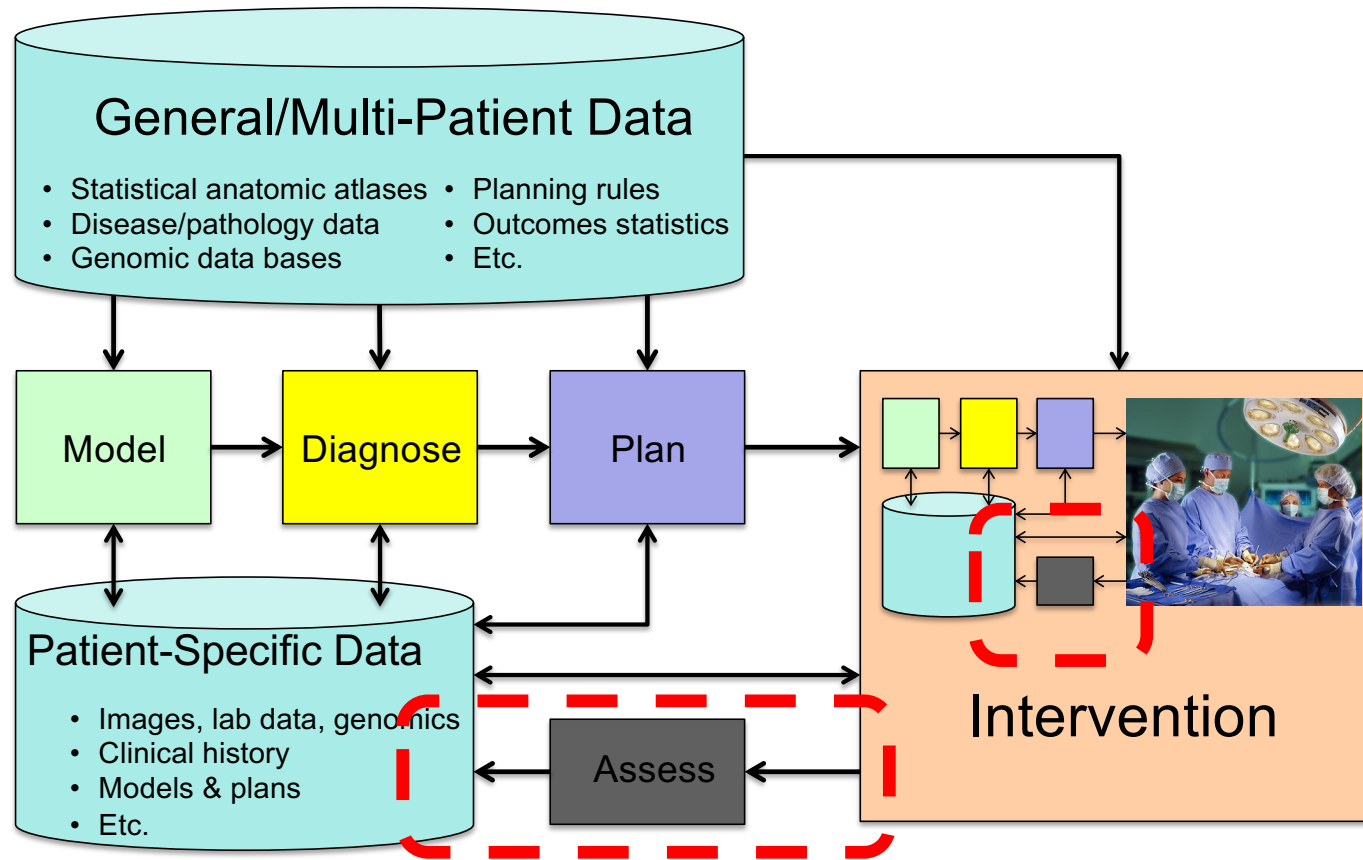 General/Multi-Patient Data
• Statistical anatomic atlases
• Disease/pathology data
• Genomic data bases
• Planning rules
• Outcomes statistics
• Etc.
Model
Diagnose
Plan
Patient-Specific Data
• Images, lab data, genomics
• Clinical history
• Models & plans
• Etc.
Assess
Intervention